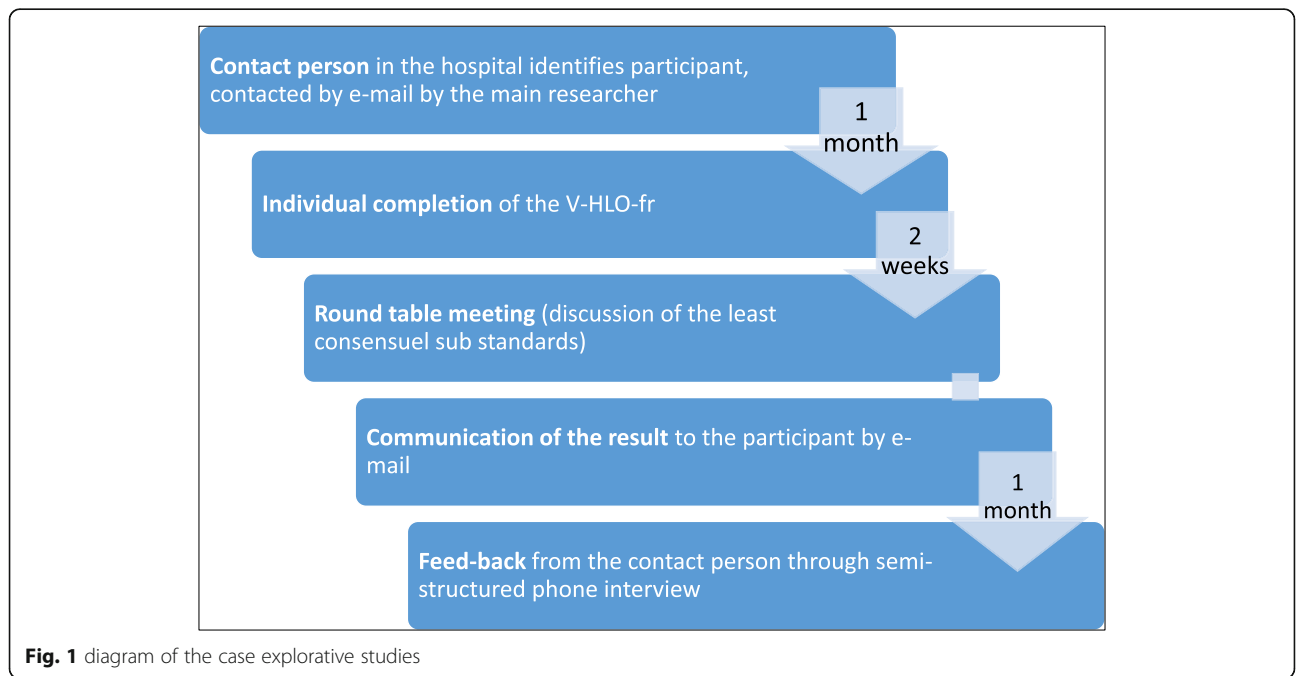 Contact person in the hospital identifies participant,
contacted by e-mail by the main researcher
1
month
Individual completion of the V-HLO-fr
2
weeks
Round table meeting (discussion of the least
consensuel sub standards)
Communication of the result to the participant by e-
mail
1
month
Feed-back from the contact person through semi-
structured phone interview
Fig. 1 diagram of the case explorative studies